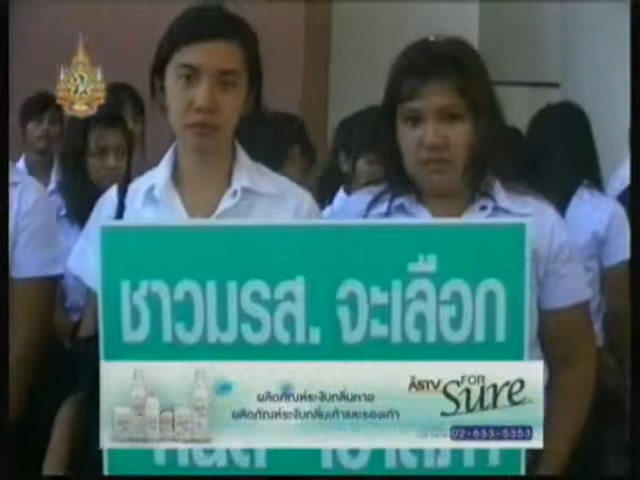 ชาวมรส. จะเลือก
ผลิตภัณฑ์ระงับกลิ่นกาย
ผลิตภัณฑ์ระงับกลิ่นเท้าและรองเท้า
ASTV
FOR
Sure
02-633-5353